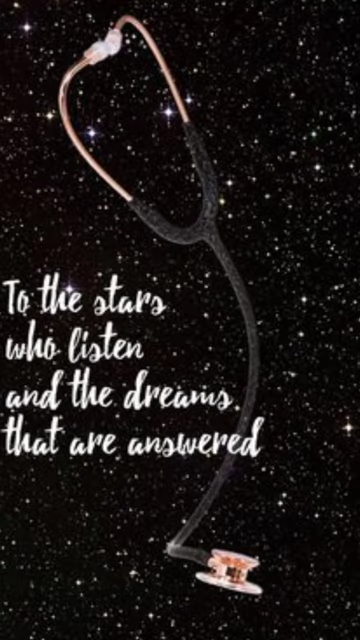 To the stars
who listen
and the dreams
that are answered